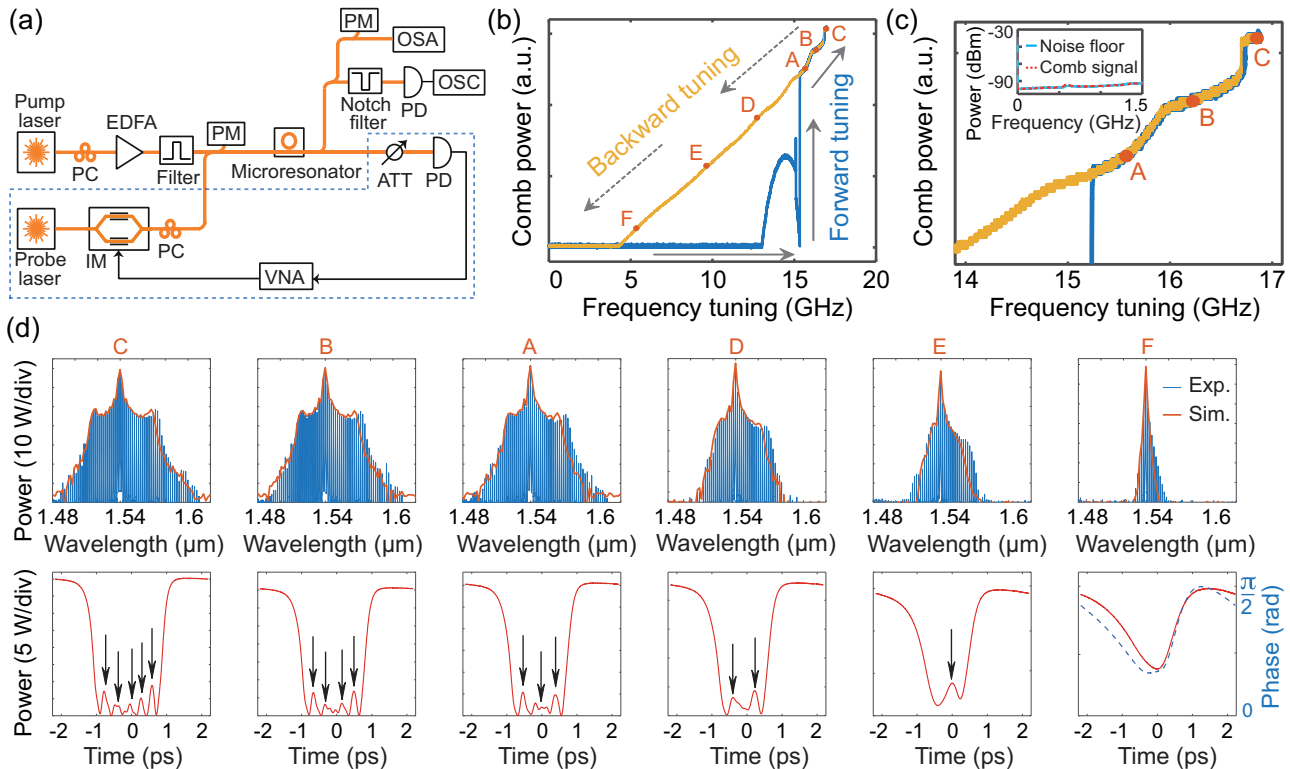 (a)
PM
OSA
OSC
Notch filter
PD
Pump laser
EDFA
PM
PC
Filter
Microresonator
ATT
PD
Probe laser
IM
PC
VNA
(b)
Comb power (a.u.)
Backward tuning
Forward tuning
A
B
C
D
E
F
0
5
10
15
20
Frequency tuning (GHz)
(c)
Comb power (a.u.)
Power (dBm)
-30
-90
Noise floor
Comb signal
0
1.5
Frequency (GHz)
A
B
C
14
15
16
17
Frequency tuning (GHz)
(d)
C
B
A
D
E
F
Power (10 W/div)
Exp.
Sim.
1.48 1.54 1.6
1.48 1.54 1.6
1.48 1.54 1.6
1.48 1.54 1.6
1.48 1.54 1.6
1.48 1.54 1.6
Wavelength (μm)
Wavelength (μm)
Wavelength (μm)
Wavelength (μm)
Wavelength (μm)
Wavelength (μm)
Power (5 W/div)
π/2
0
Phase (rad)
-2 -1 0 1 2
-2 -1 0 1 2
-2 -1 0 1 2
-2 -1 0 1 2
-2 -1 0 1 2
-2 -1 0 1 2
Time (ps)
Time (ps)
Time (ps)
Time (ps)
Time (ps)
Time (ps)